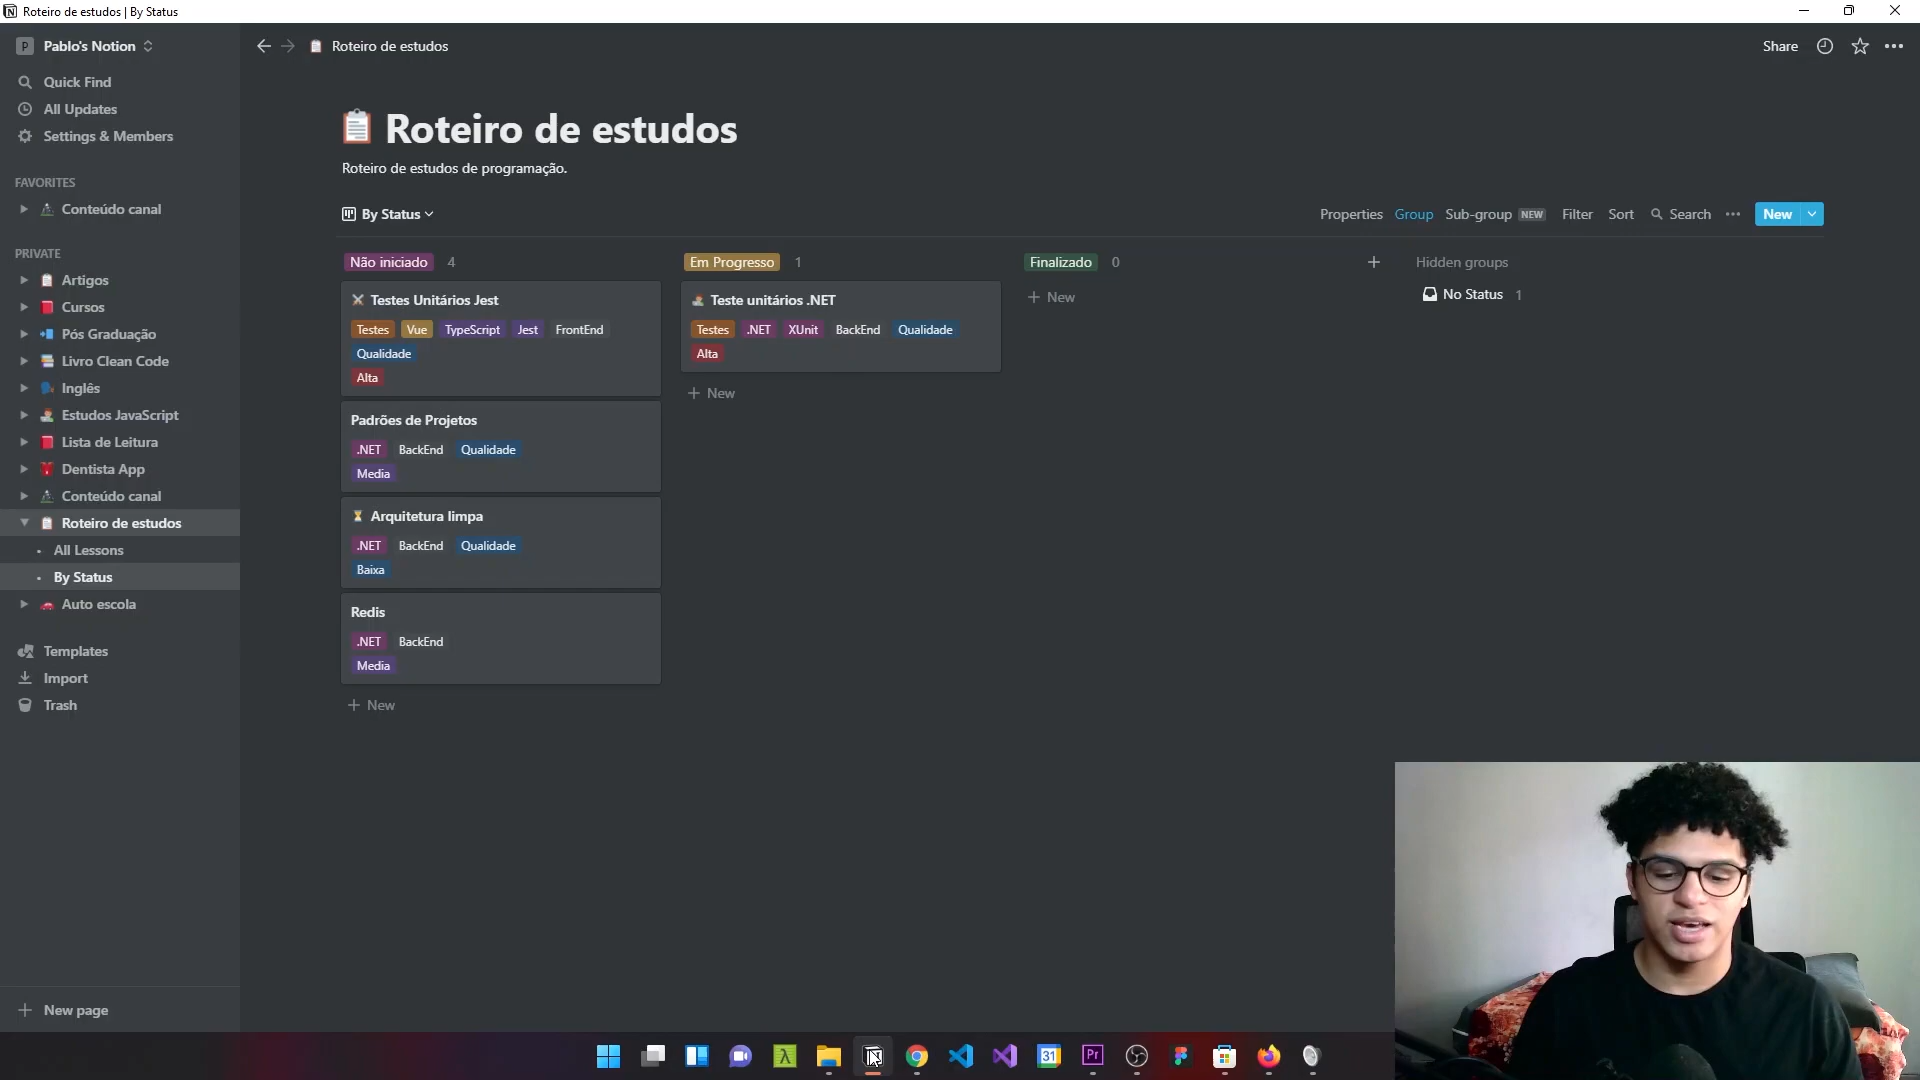 Roteiro de estudos | By Status
P Pablo's Notion
Quick Find
All Updates
Settings & Members
FAVORITES
Conteúdo canal
PRIVATE
Artigos
Cursos
Pós Graduação
Livro Clean Code
Inglês
Estudos JavaScript
Lista de Leitura
Dentista App
Conteúdo canal
Roteiro de estudos
All Lessons
By Status
Auto escola
Templates
Import
Trash
New page
Roteiro de estudos
Share
Roteiro de estudos
Roteiro de estudos de programação.
By Status
Properties Group Sub-group NEW Filter Sort Search New
Não iniciado 4
Testes Unitários Jest
Testes Vue TypeScript Jest FrontEnd
Qualidade
Alta
Padrões de Projetos
.NET BackEnd Qualidade
Media
Arquitetura limpa
.NET BackEnd Qualidade
Baixa
Redis
.NET BackEnd
Media
New
Em Progresso 1
Teste unitários .NET
Testes .NET XUnit BackEnd Qualidade
Alta
New
Finalizado 0
New
Hidden groups
No Status 1
31
Pr